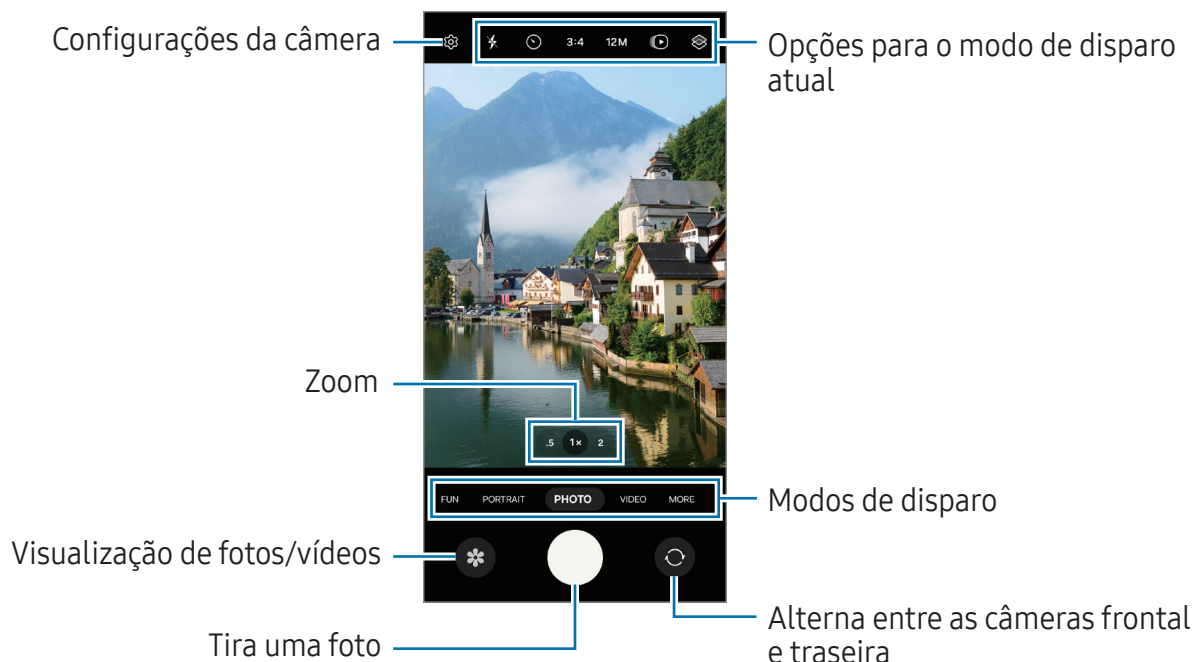 Configurações da câmera
3:4
12M
Opções para o modo de disparo
atual
Zoom
.5
1×
2
FUN
PORTRAIT
PHOTO
VIDEO
MORE
Modos de disparo
Visualização de fotos/vídeos
Tira uma foto
Alterna entre as câmeras frontal
e traseira